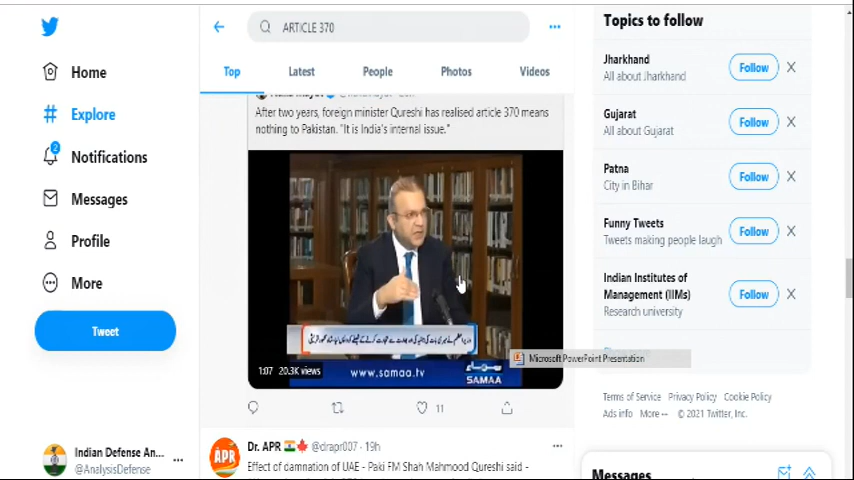 ARTICLE 370
Home
Explore
2
Notifications
Messages
Profile
More
Tweet
Indian Defense An...
@AnalysisDefense
Top
Latest
People
Photos
Videos
After two years, foreign minister Qureshi has realised article 370 means
nothing to Pakistan. "It is India's internal issue."
1:07
20.3K views
www.samaa.tv
سماء
SAMAA
Microsoft PowerPoint Presentation
11
APR
Dr. APR
@drapr007 · 19h
Effect of damnation of UAE - Paki FM Shah Mahmood Qureshi said -
Topics to follow
Jharkhand
All about Jharkhand
Follow
Gujarat
All about Gujarat
Follow
Patna
City in Bihar
Follow
Funny Tweets
Tweets making people laugh
Follow
Indian Institutes of
Management (IIMs)
Research university
Follow
Terms of Service
Privacy Policy
Cookie Policy
Ads info
More
© 2021 Twitter, Inc.
Messages